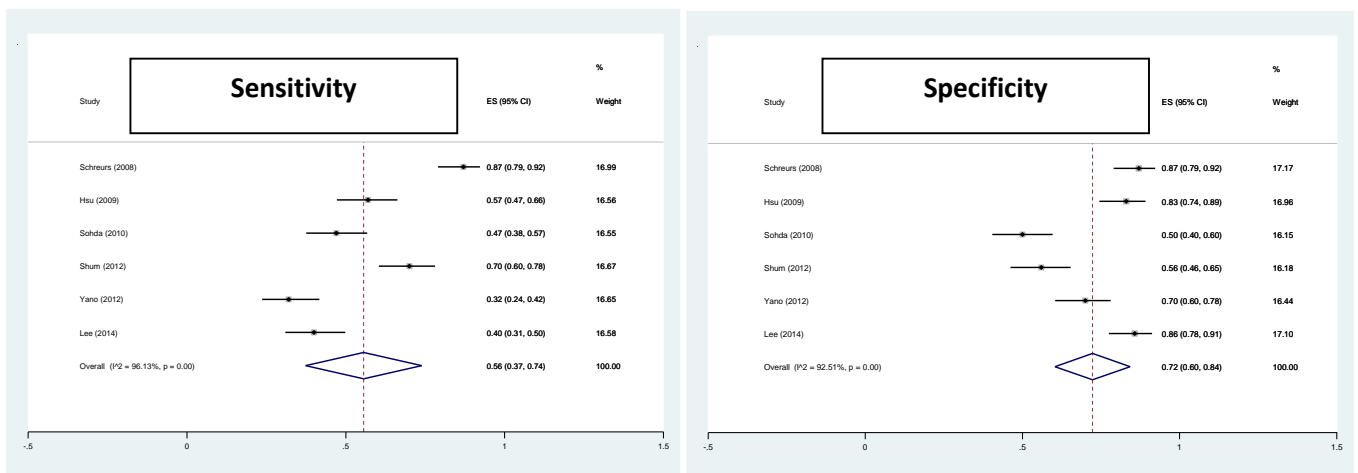 Sensitivity
%
Study ES (95% CI) Weight
Schreurs (2008) 0.87 (0.79, 0.92) 16.99
Hsu (2009) 0.57 (0.47, 0.66) 16.56
Sohda (2010) 0.47 (0.38, 0.57) 16.55
Shum (2012) 0.70 (0.60, 0.78) 16.67
Yano (2012) 0.32 (0.24, 0.42) 16.65
Lee (2014) 0.40 (0.31, 0.50) 16.58
Overall (I^2 = 96.13%, p = 0.00) 0.56 (0.37, 0.74) 100.00
-.5 0 .5 1 1.5
Specificity
%
Study ES (95% CI) Weight
Schreurs (2008) 0.87 (0.79, 0.92) 17.17
Hsu (2009) 0.83 (0.74, 0.89) 16.96
Sohda (2010) 0.50 (0.40, 0.60) 16.15
Shum (2012) 0.56 (0.46, 0.65) 16.18
Yano (2012) 0.70 (0.60, 0.78) 16.44
Lee (2014) 0.86 (0.78, 0.91) 17.10
Overall (I^2 = 92.51%, p = 0.00) 0.72 (0.60, 0.84) 100.00
-.5 0 .5 1 1.5